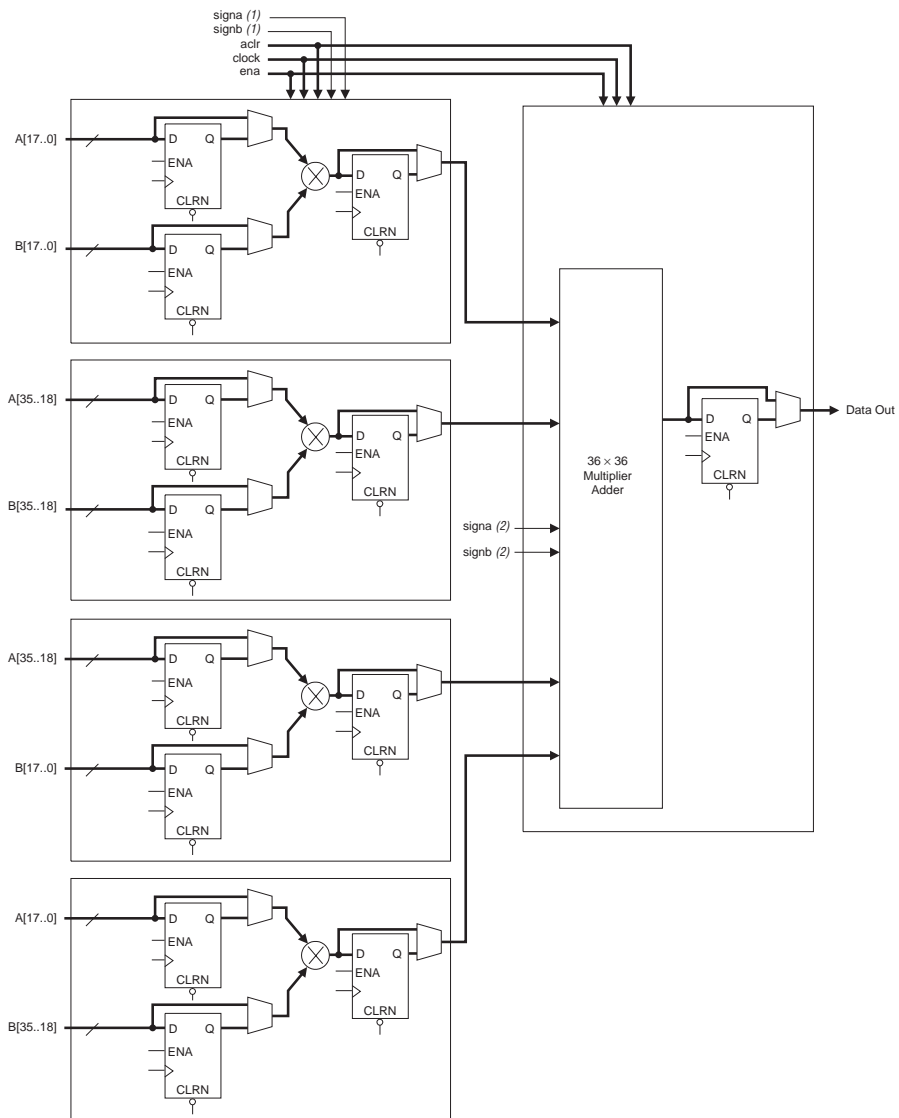 signa (1)
signb (1)
aclr
clock
ena
A[17..0]
D Q
ENA
CLRN
B[17..0]
D Q
ENA
CLRN
D Q
ENA
CLRN
A[35..18]
D Q
ENA
CLRN
B[35..18]
D Q
ENA
CLRN
D Q
ENA
CLRN
A[35..18]
D Q
ENA
CLRN
B[17..0]
D Q
ENA
CLRN
D Q
ENA
CLRN
A[17..0]
D Q
ENA
CLRN
B[35..18]
D Q
ENA
CLRN
D Q
ENA
CLRN
signa (2)
signb (2)
36 × 36
Multiplier
Adder
D Q
ENA
CLRN
Data Out